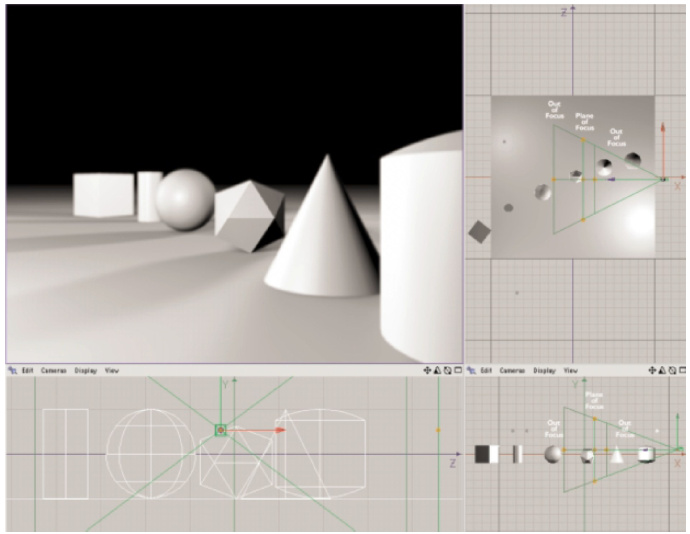 Z
Out
of
Focus
Plane
of
Focus
Out
of
Focus
X
Edit Cameras Display View
Edit Cameras Display View
Y
Z
Y
Plane
of
Focus
Out
of
Focus
Out
of
Focus
X